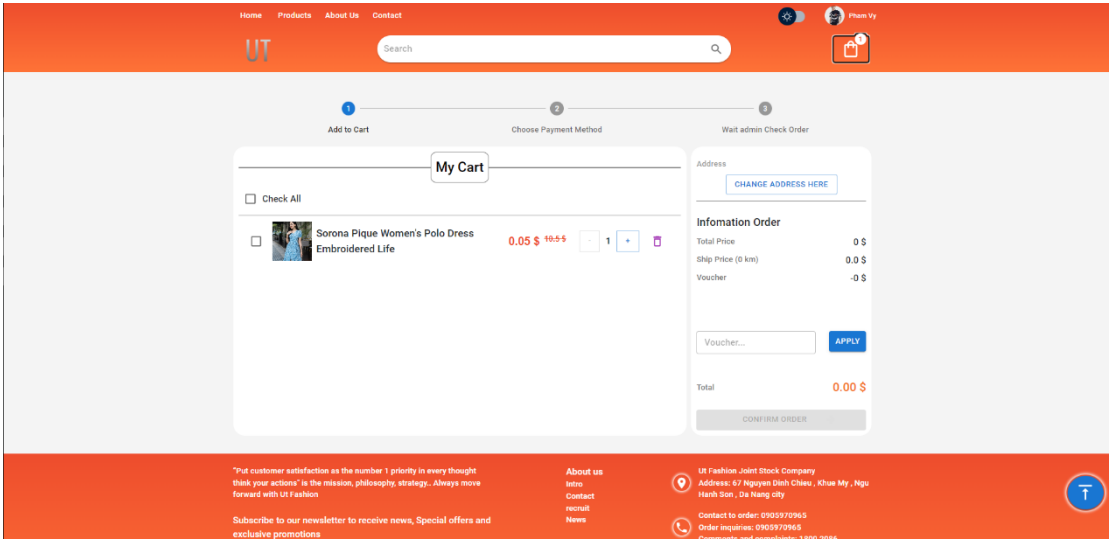 Home Products About Us Contact
Pham Vy
UT
Search
1
1 2 3
Add to Cart Choose Payment Method Wait admin Check Order
My Cart
Check All
Sorona Pique Women's Polo Dress
Embroidered Life
0.05 $ 10.5 $ - 1 +
Address
CHANGE ADDRESS HERE
Infomation Order
Total Price 0 $
Ship Price (0 km) 0.0 $
Voucher -0 $
Voucher... APPLY
Total 0.00 $
CONFIRM ORDER
"Put customer satisfaction as the number 1 priority in every thought
think your actions" is the mission, philosophy, strategy.. Always move
forward with Ut Fashion
Subscribe to our newsletter to receive news, Special offers and
exclusive promotions
About us
Intro
Contact
recruit
News
Ut Fashion Joint Stock Company
Address: 67 Nguyen Dinh Chieu , Khue My , Ngu
Hanh Son , Da Nang city
Contact to order: 0905970965
Order inquiries: 0905970965
Comments and complaints: 1800 2086